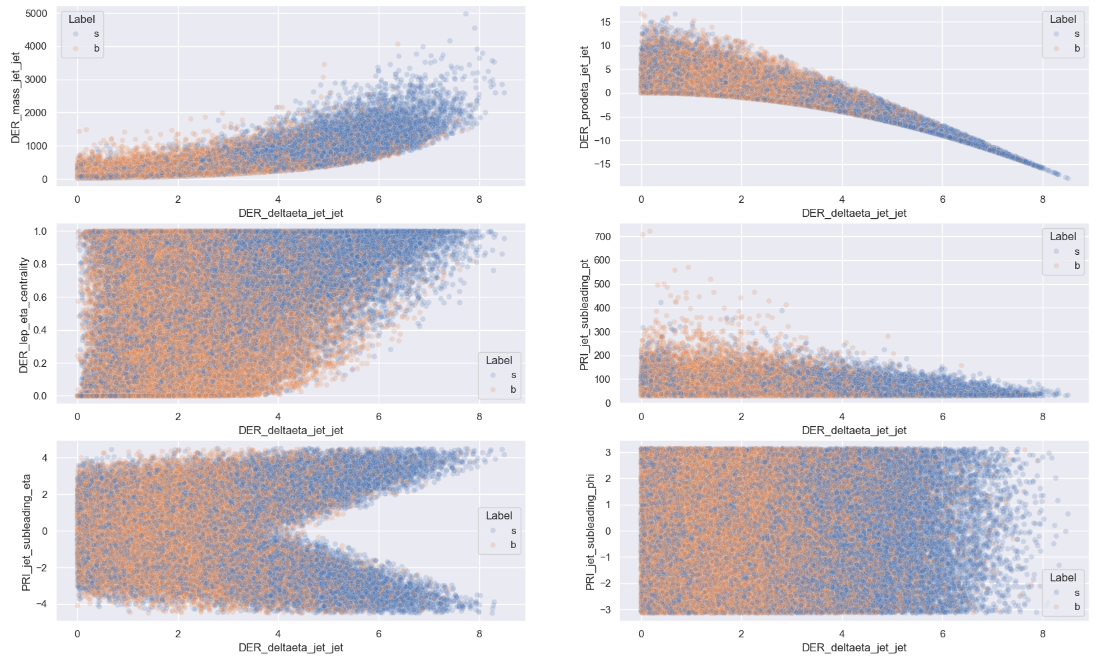 5000
4000
3000
2000
1000
0
DER_mass_jet_jet
Label
s
b
0 2 4 6 8
DER_deltaeta_jet_jet
15
10
5
0
−5
−10
−15
DER_prodeta_jet_jet
Label
s
b
0 2 4 6 8
DER_deltaeta_jet_jet
1.0
0.8
0.6
0.4
0.2
0.0
DER_lep_eta_centrality
Label
s
b
0 2 4 6 8
DER_deltaeta_jet_jet
700
600
500
400
300
200
100
0
PRI_jet_subleading_pt
Label
s
b
0 2 4 6 8
DER_deltaeta_jet_jet
4
2
0
−2
−4
PRI_jet_subleading_eta
Label
s
b
0 2 4 6 8
DER_deltaeta_jet_jet
3
2
1
0
−1
−2
−3
PRI_jet_subleading_phi
Label
s
b
0 2 4 6 8
DER_deltaeta_jet_jet